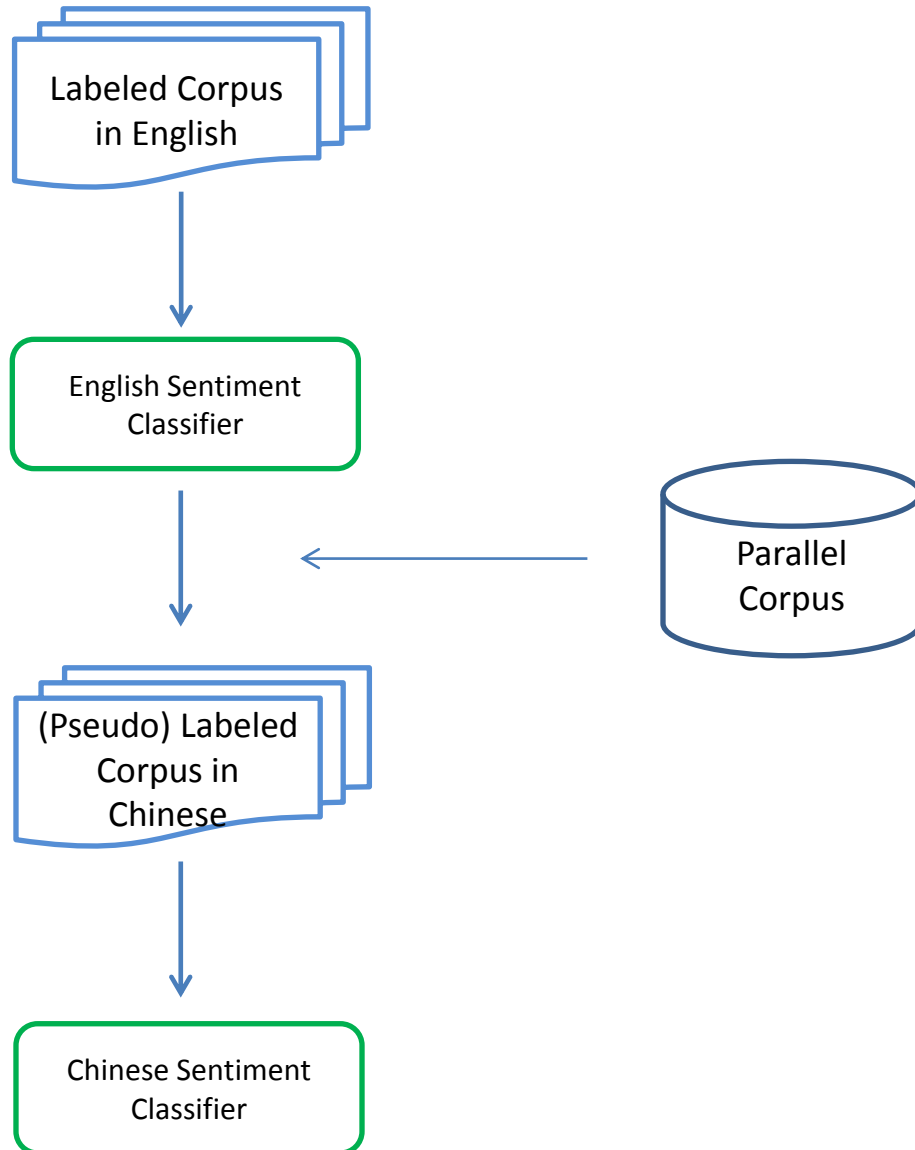 Labeled Corpus
in English
English Sentiment
Classifier
Parallel
Corpus
(Pseudo) Labeled
Corpus in
Chinese
Chinese Sentiment
Classifier